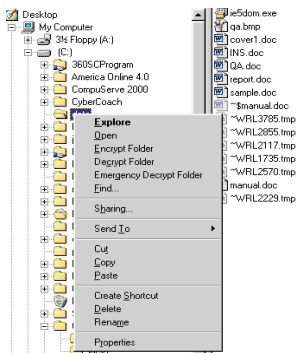 Desktop
My Computer
3½ Floppy (A:)
(C:)
360SCProgram
America Online 4.0
CompuServe 2000
CyberCoach
Explore
Open
Encrypt Folder
Decrypt Folder
Emergency Decrypt Folder
Find...
Sharing...
Send To
Cut
Copy
Paste
Create Shortcut
Delete
Rename
Properties
ie5dom.exe
qa.bmp
cover1.doc
INS.doc
QA.doc
report.doc
sample.doc
~$manual.doc
~WRL3785.tmp
~WRL2855.tmp
~WRL2117.tmp
~WRL1735.tmp
~WRL2570.tmp
manual.doc
~WRL2229.tmp